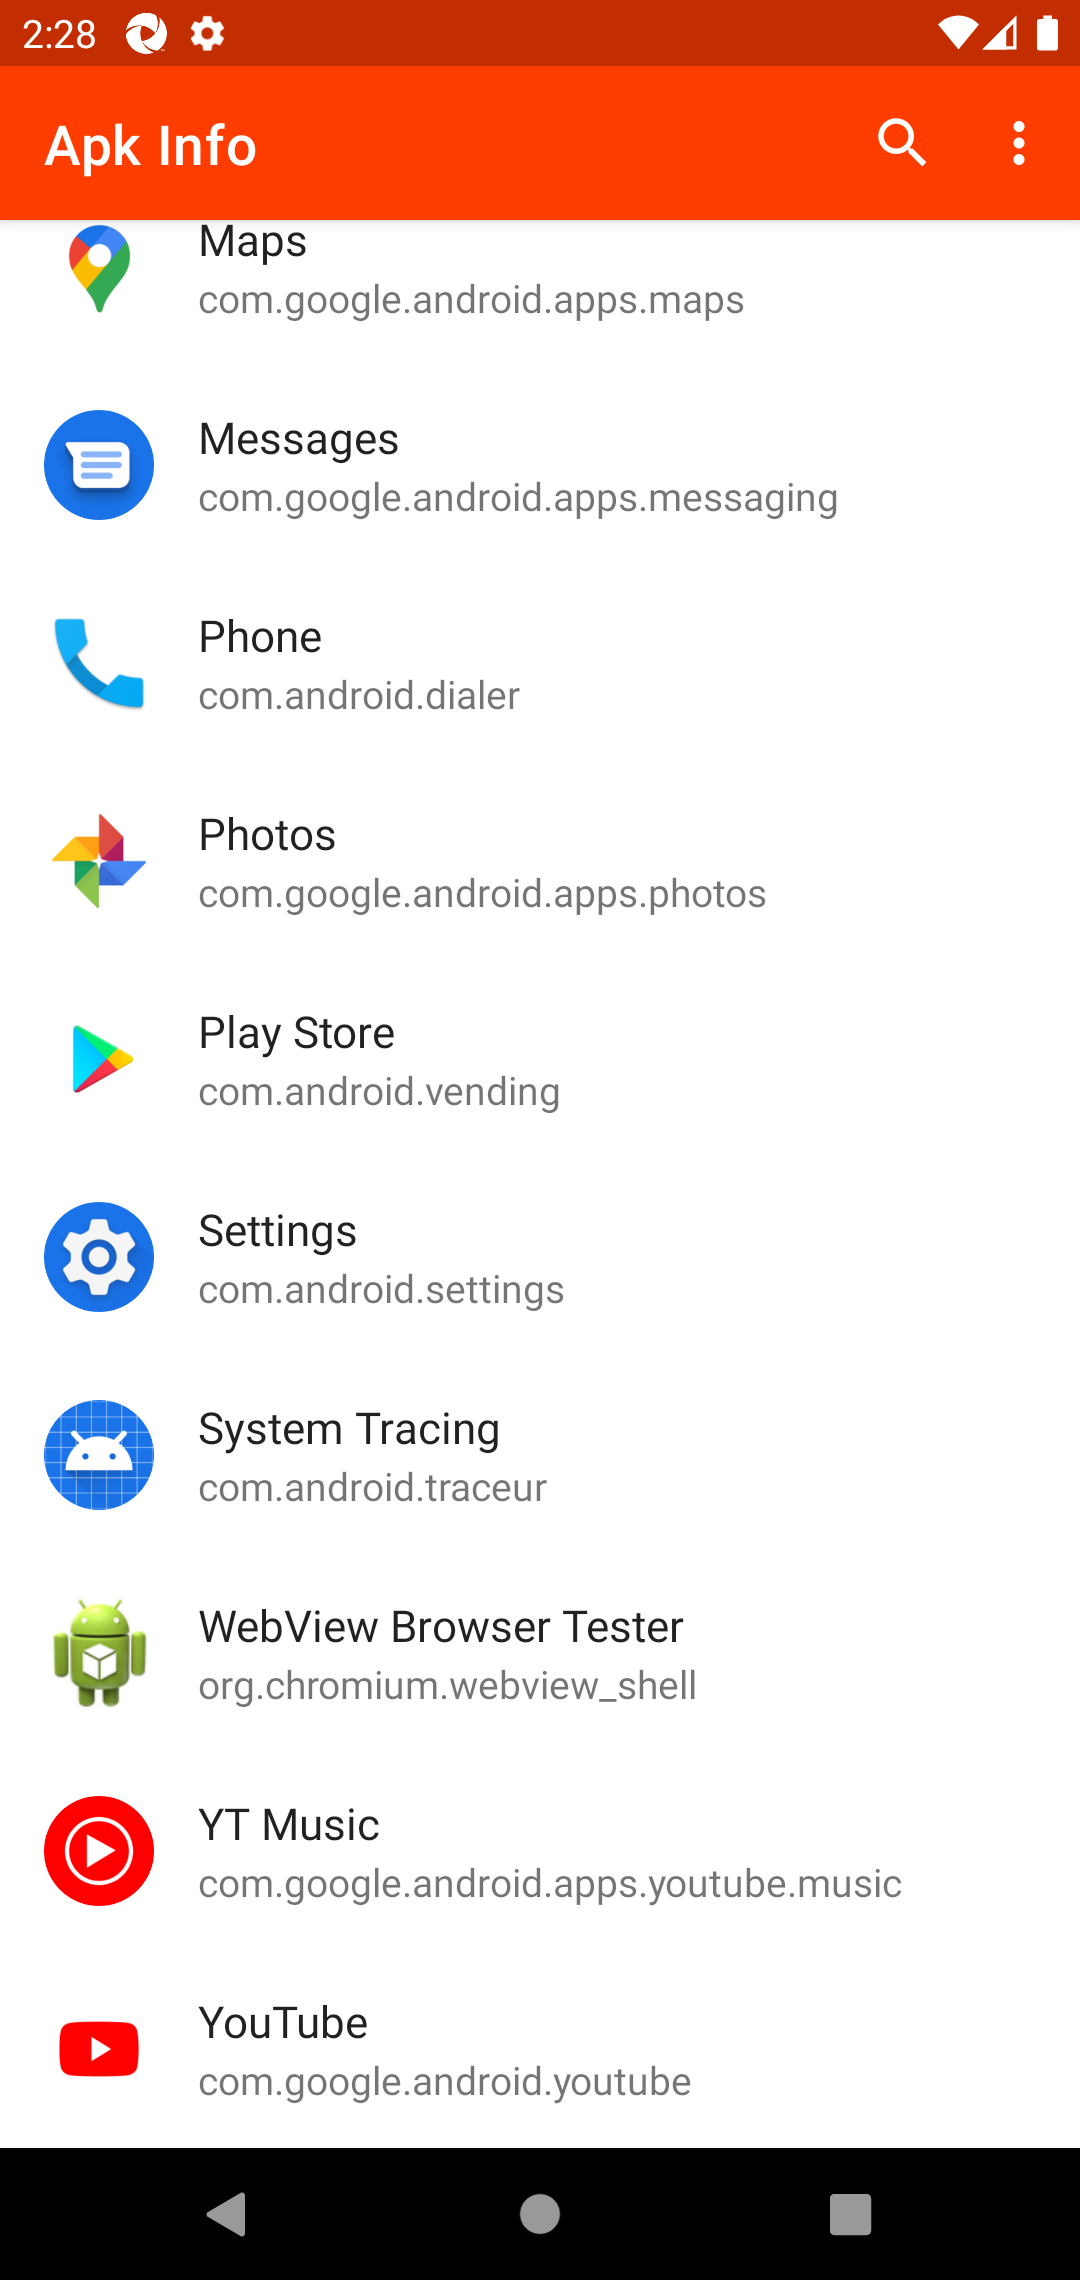 2:28
Apk Info
Maps
com.google.android.apps.maps
Messages
com.google.android.apps.messaging
Phone
com.android.dialer
Photos
com.google.android.apps.photos
Play Store
com.android.vending
Settings
com.android.settings
System Tracing
com.android.traceur
WebView Browser Tester
org.chromium.webview_shell
YT Music
com.google.android.apps.youtube.music
YouTube
com.google.android.youtube